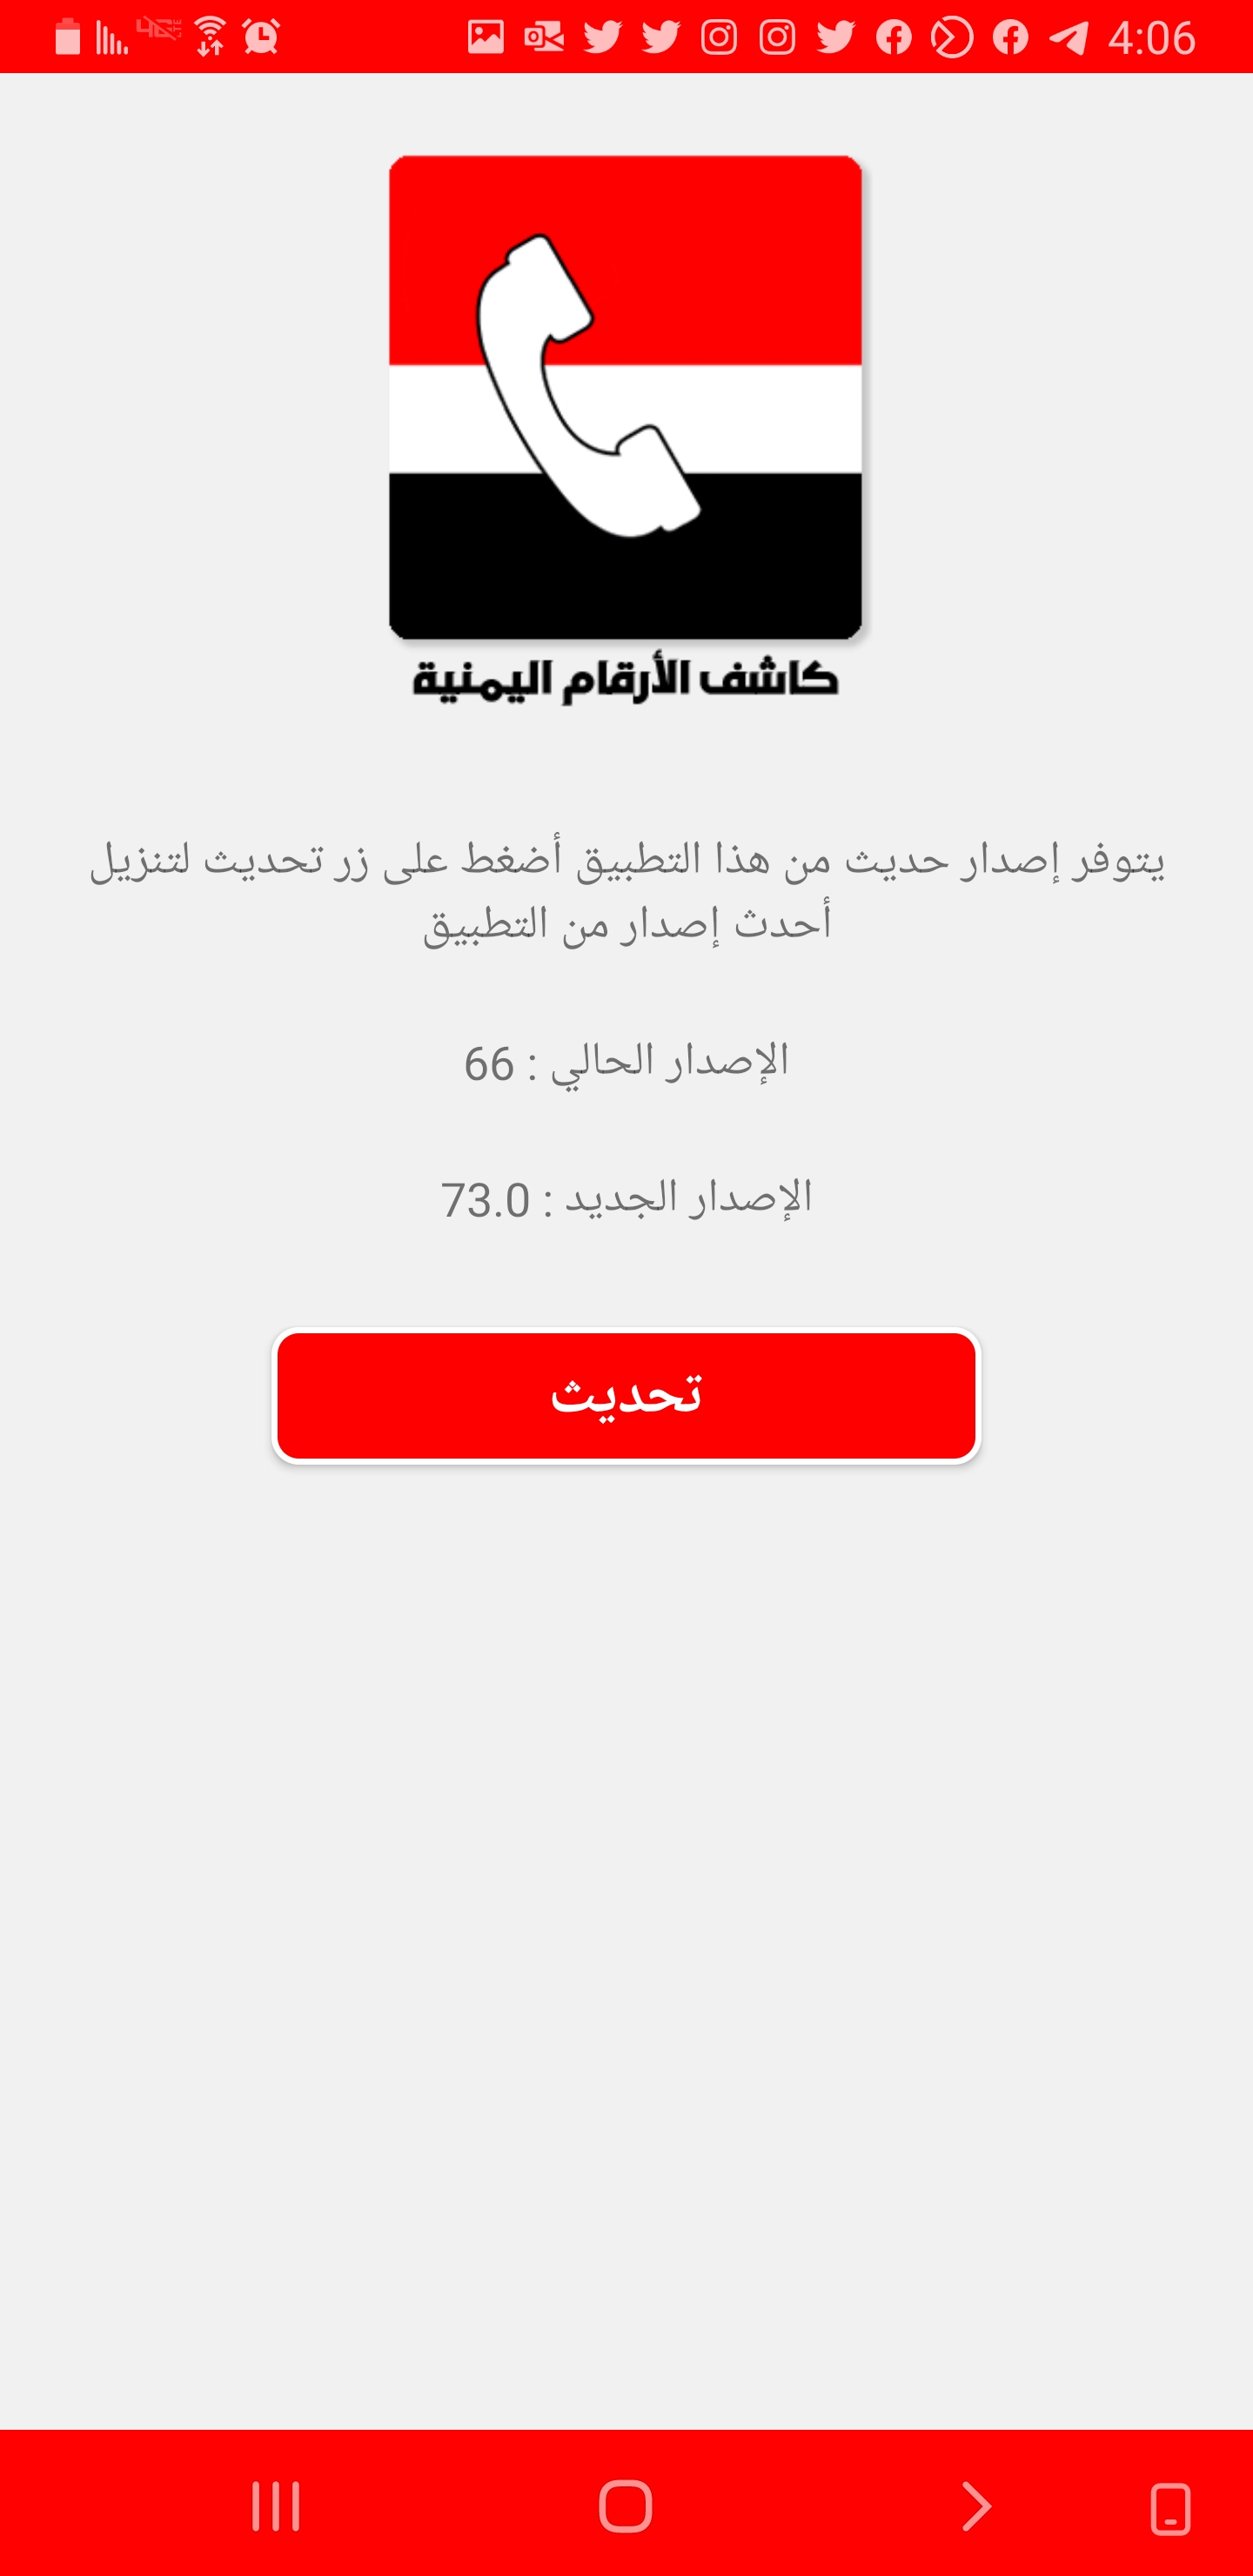 4:06
كاشف الأرقام اليمنية
يتوفر إصدار حديث من هذا التطبيق أضغط على زر تحديث لتنزيل
أحدث إصدار من التطبيق
الإصدار الحالي : 66
الإصدار الجديد : 73.0
تحديث